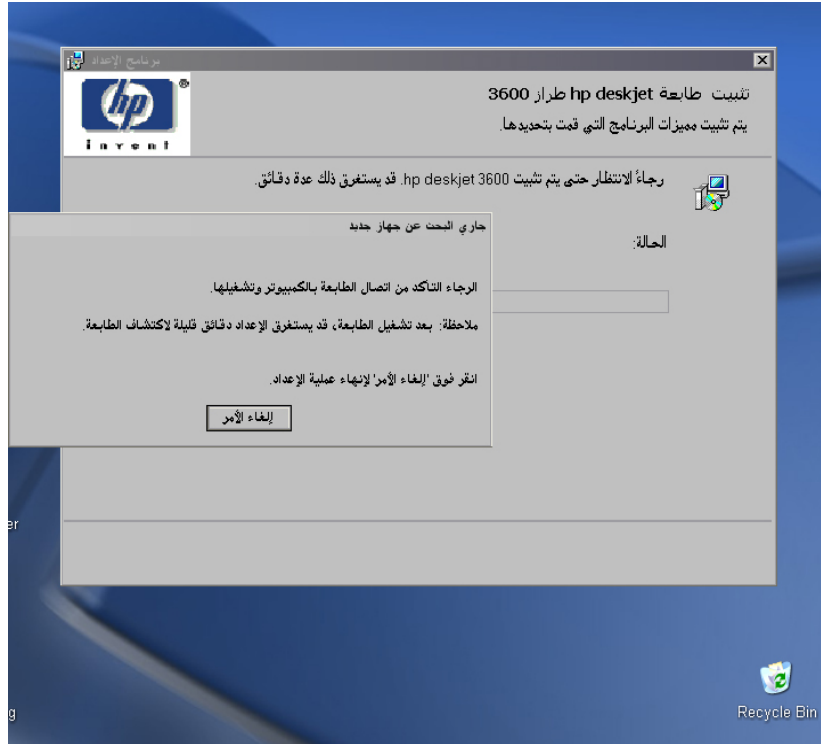 برنامج الإعداد
hp
®
invent
تثبيت طابعة hp deskjet طراز 3600
يتم تثبيت مميزات البرنامج التي قمت بتحديدها.
رجاءً الانتظار حتى يتم تثبيت hp deskjet 3600. قد يستغرق ذلك عدة دقائق.
الحالة:
جاري البحث عن جهاز جديد
الرجاء التأكد من اتصال الطابعة بالكمبيوتر وتشغيلها.
ملاحظة: بعد تشغيل الطابعة، قد يستغرق الإعداد دقائق قليلة لاكتشاف الطابعة.
انقر فوق 'إلغاء الأمر' لإنهاء عملية الإعداد.
إلغاء الأمر
er
g
Recycle Bin